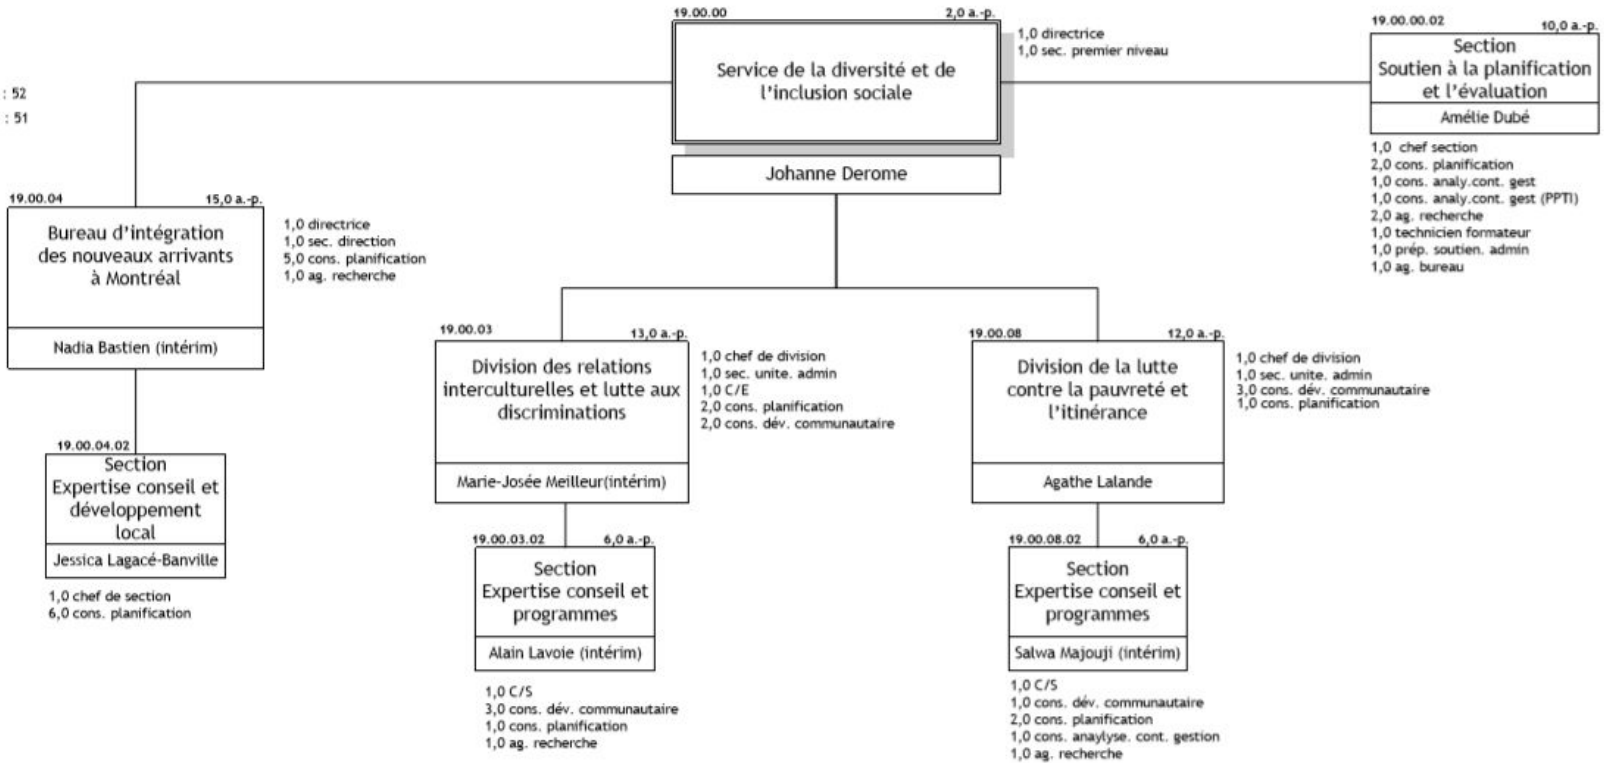 19.00.00
2,0 a.-p.
Service de la diversité et de
l'inclusion sociale
Johanne Derome
1,0 directrice
1,0 sec. premier niveau
19.00.00.02
10,0 a.-p.
Section
Soutien à la planification
et l'évaluation
Amélie Dubé
1,0 chef section
2,0 cons. planification
1,0 cons. analy.cont. gest
1,0 cons. analy.cont. gest (PPTI)
2,0 ag. recherche
1,0 technicien formateur
1,0 prép. soutien. admin
1,0 ag. bureau
: 52
: 51
19.00.04
15,0 a.-p.
Bureau d'intégration
des nouveaux arrivants
à Montréal
Nadia Bastien (intérim)
1,0 directrice
1,0 sec. direction
5,0 cons. planification
1,0 ag. recherche
19.00.04.02
Section
Expertise conseil et
développement
local
Jessica Lagacé-Banville
1,0 chef de section
6,0 cons. planification
19.00.03
13,0 a.-p.
Division des relations
interculturelles et lutte aux
discriminations
Marie-Josée Meilleur(intérim)
1,0 chef de division
1,0 sec. unite. admin
1,0 C/E
2,0 cons. planification
2,0 cons. dév. communautaire
19.00.03.02
6,0 a.-p.
Section
Expertise conseil et
programmes
Alain Lavoie (intérim)
1,0 C/S
3,0 cons. dév. communautaire
1,0 cons. planification
1,0 ag. recherche
19.00.08
12,0 a.-p.
Division de la lutte
contre la pauvreté et
l'itinérance
Agathe Lalande
1,0 chef de division
1,0 sec. unite. admin
3,0 cons. dév. communautaire
1,0 cons. planification
19.00.08.02
6,0 a.-p.
Section
Expertise conseil et
programmes
Salwa Majouji (intérim)
1,0 C/S
1,0 cons. dév. communautaire
2,0 cons. planification
1,0 cons. anaylyse. cont. gestion
1,0 ag. recherche